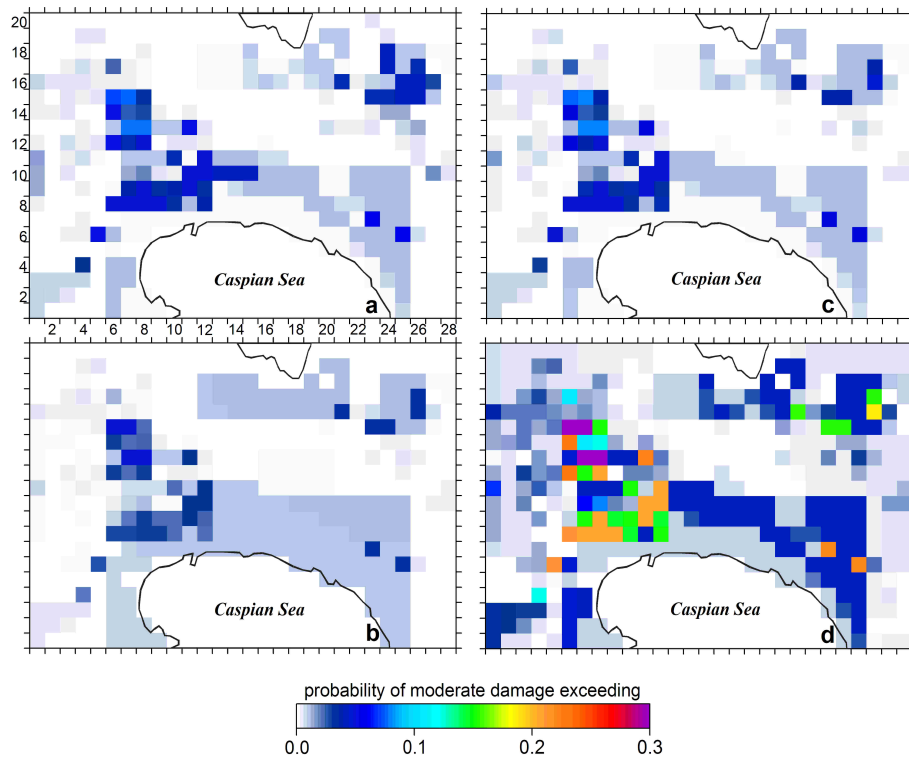 20
18
16
14
12
10
8
6
4
2
Caspian Sea
a
Caspian Sea
c
2 4 6 8 10 12 14 16 18 20 22 24 26 28
Caspian Sea
b
Caspian Sea
d
probability of moderate damage exceeding
0.0 0.1 0.2 0.3